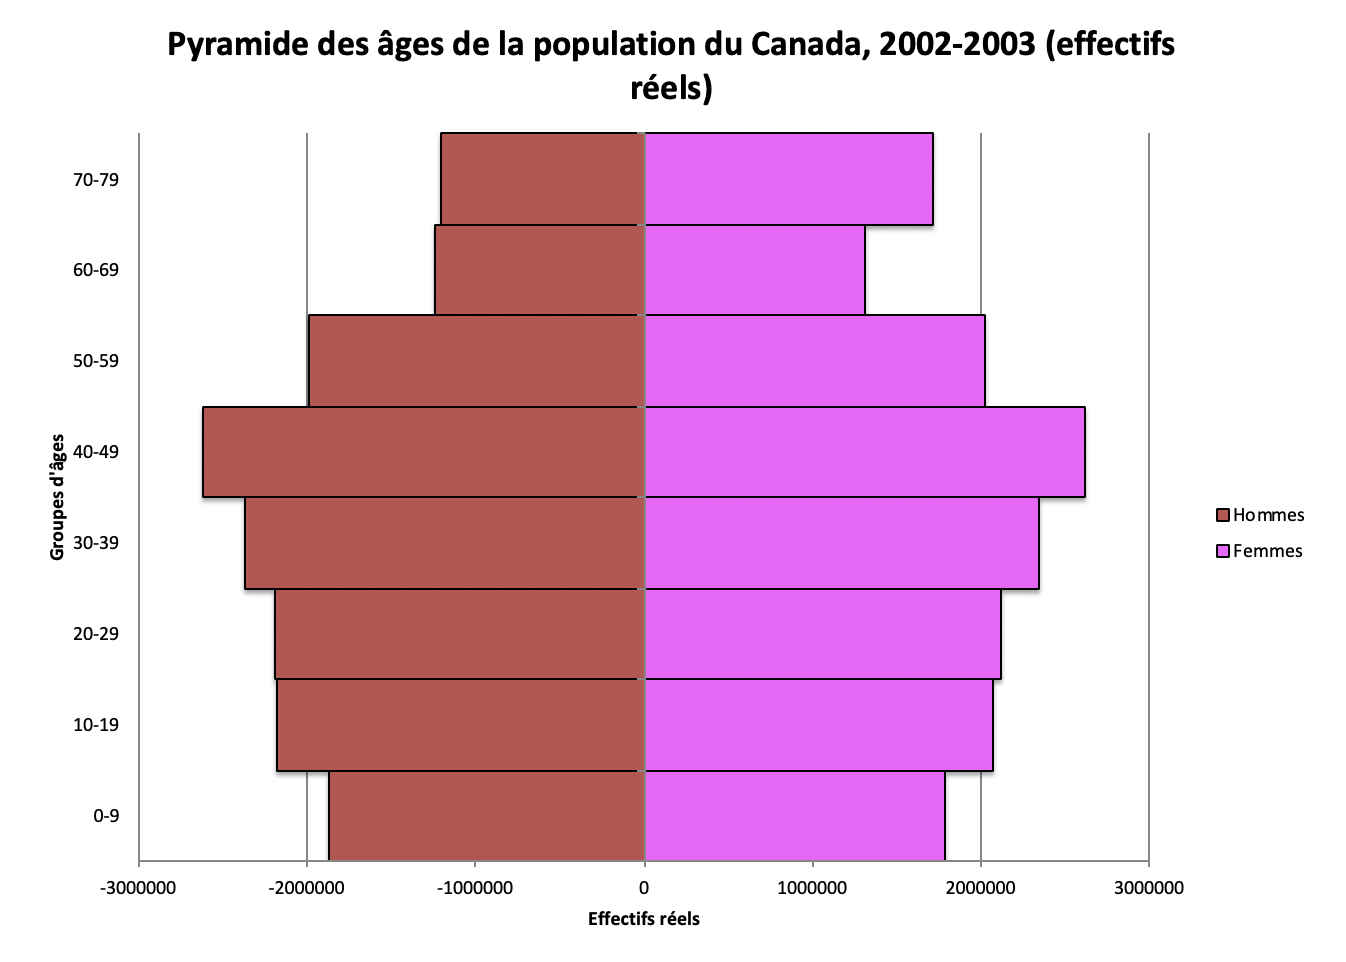 Pyramide des âges de la population du Canada, 2002-2003 (effectifs
réels)
70-79
60-69
50-59
40-49
30-39
20-29
10-19
0-9
Groupes d'âges
-3000000 -2000000 -1000000 0 1000000 2000000 3000000
Effectifs réels
Hommes
Femmes